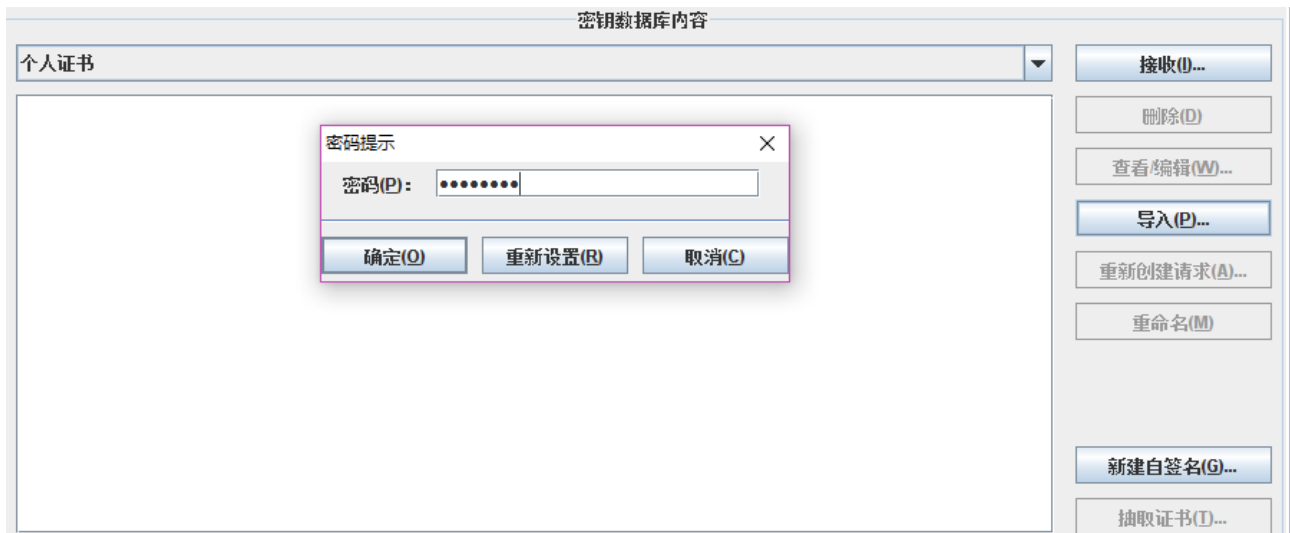 密钥数据库内容
个人证书
接收(I)...
删除(D)
密码提示
密码(P)：
查看/编辑(W)...
导入(P)...
确定(O)
重新设置(R)
取消(C)
重新创建请求(A)...
重命名(M)
新建自签名(G)...
抽取证书(T)...